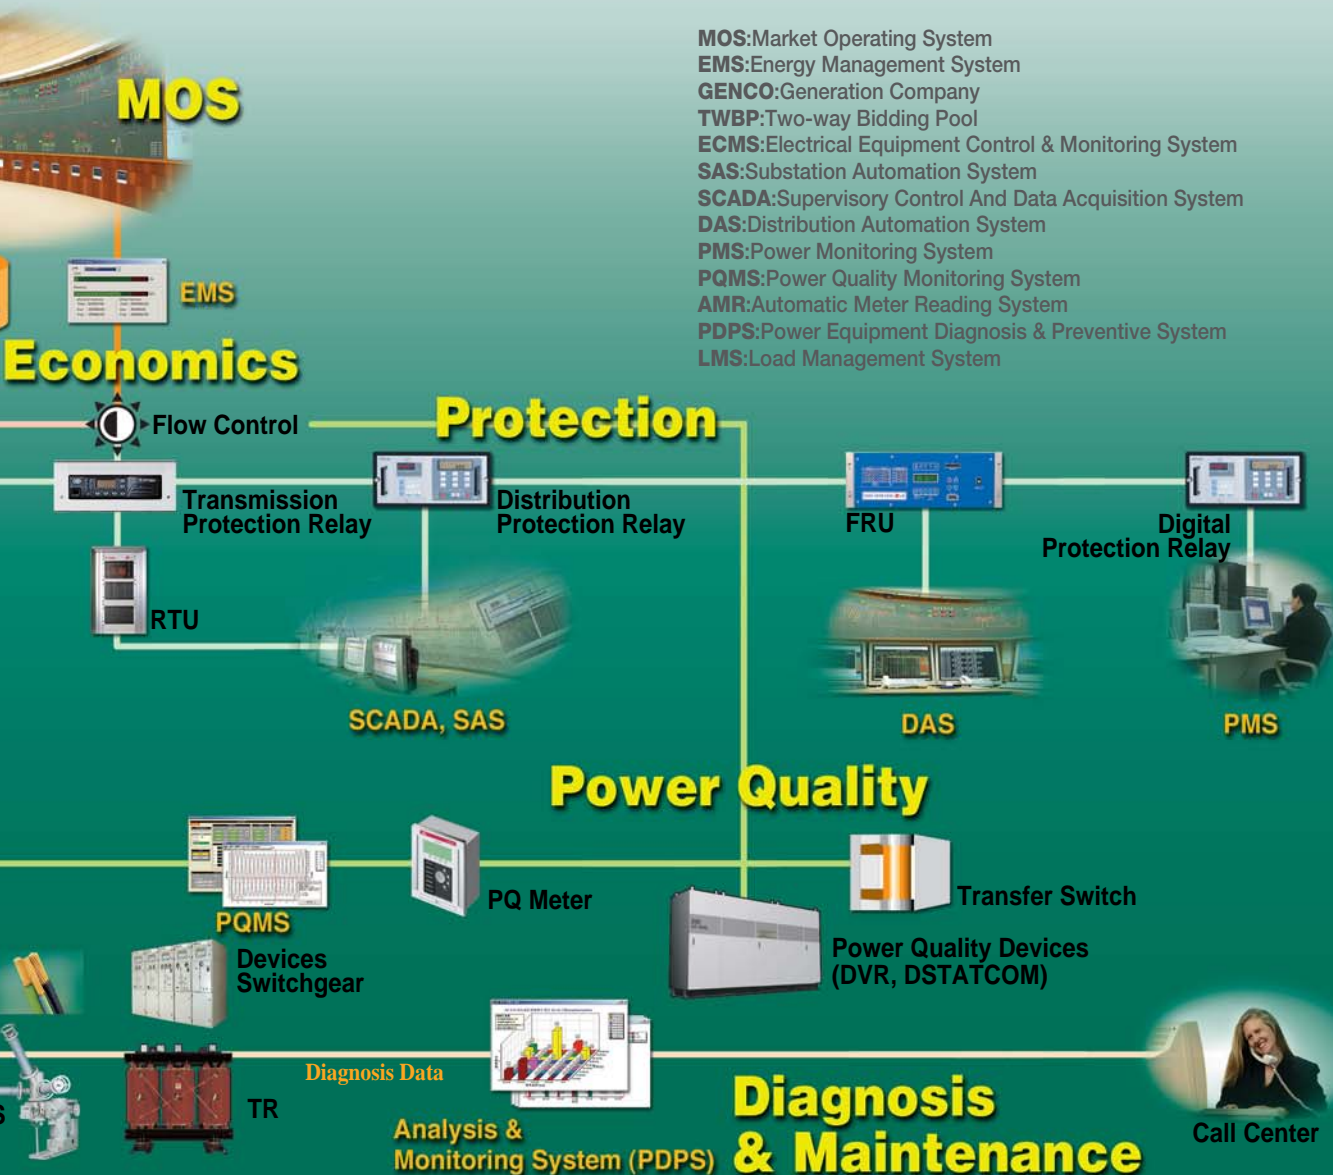 MOS:Market Operating System
EMS:Energy Management System
GENCO:Generation Company
TWBP:Two-way Bidding Pool
ECMS:Electrical Equipment Control & Monitoring System
SAS:Substation Automation System
SCADA:Supervisory Control And Data Acquisition System
DAS:Distribution Automation System
PMS:Power Monitoring System
PQMS:Power Quality Monitoring System
AMR:Automatic Meter Reading System
PDPS:Power Equipment Diagnosis & Preventive System
LMS:Load Management System
MOS
EMS
Economics
Flow Control
Protection
Transmission
Protection Relay
Distribution
Protection Relay
FRU
Digital
Protection Relay
RTU
SCADA, SAS
DAS
PMS
Power Quality
PQMS
PQ Meter
Transfer Switch
Power Quality Devices
(DVR, DSTATCOM)
Devices
Switchgear
Diagnosis Data
TR
Analysis &
Monitoring System (PDPS)
Diagnosis
& Maintenance
Call Center